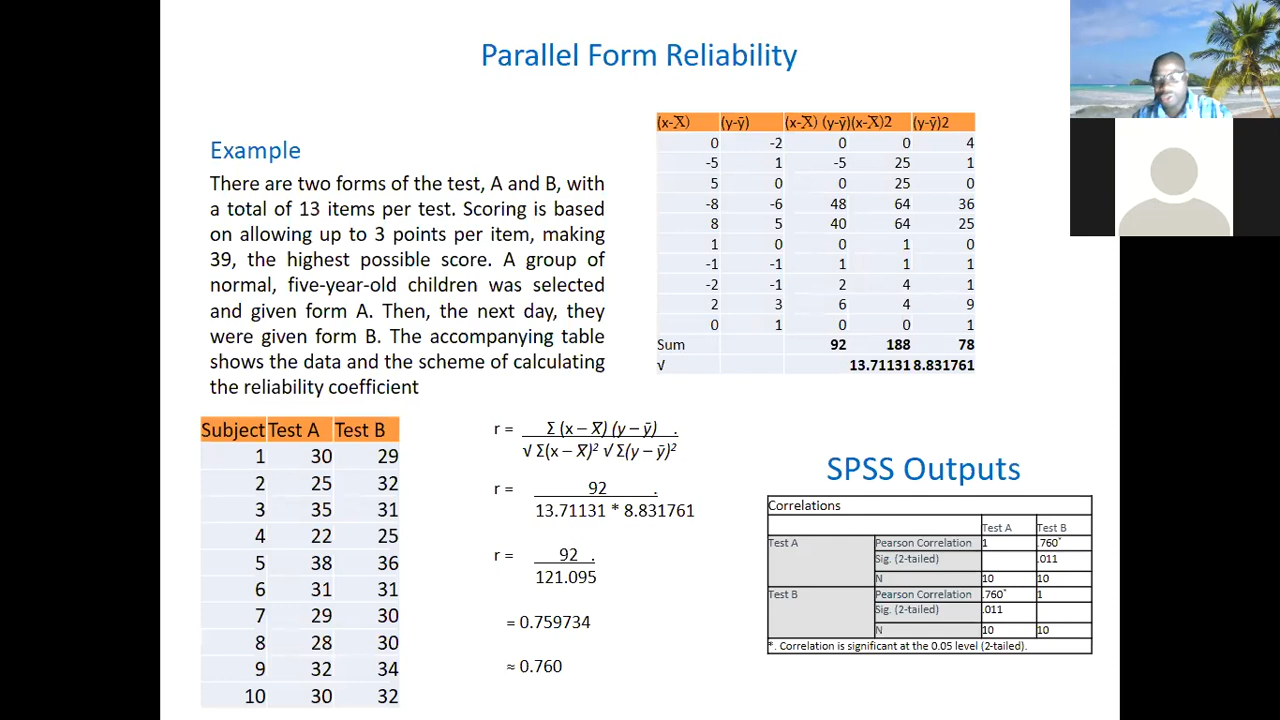 Parallel Form Reliability
Example
There are two forms of the test, A and B, with
a total of 13 items per test. Scoring is based
on allowing up to 3 points per item, making
39, the highest possible score. A group of
normal, five-year-old children was selected
and given form A. Then, the next day, they
were given form B. The accompanying table
shows the data and the scheme of calculating
the reliability coefficient
(x-X̅) (y-ȳ) (x-X̅) (y-ȳ) (x-X̅)2 (y-ȳ)2
0 -2 0 0 4
-5 1 -5 25 1
5 0 0 25 0
-8 -6 48 64 36
8 5 40 64 25
1 0 0 1 0
-1 -1 1 1 1
-2 -1 2 4 1
2 3 6 4 9
0 1 0 0 1
Sum 92 188 78
√ 13.71131 8.831761
Subject Test A Test B
1 30 29
2 25 32
3 35 31
4 22 25
5 38 36
6 31 31
7 29 30
8 28 30
9 32 34
10 30 32
r = Σ (x – X̅) (y – ȳ) .
√ Σ(x – X̅)² √ Σ(y – ȳ)²
r = 92 .
13.71131 * 8.831761
r = 92 .
121.095
= 0.759734
≈ 0.760
SPSS Outputs
Correlations
Test A Test B
Test A Pearson Correlation 1 .760*
Sig. (2-tailed) .011
N 10 10
Test B Pearson Correlation .760* 1
Sig. (2-tailed) .011
N 10 10
*. Correlation is significant at the 0.05 level (2-tailed).